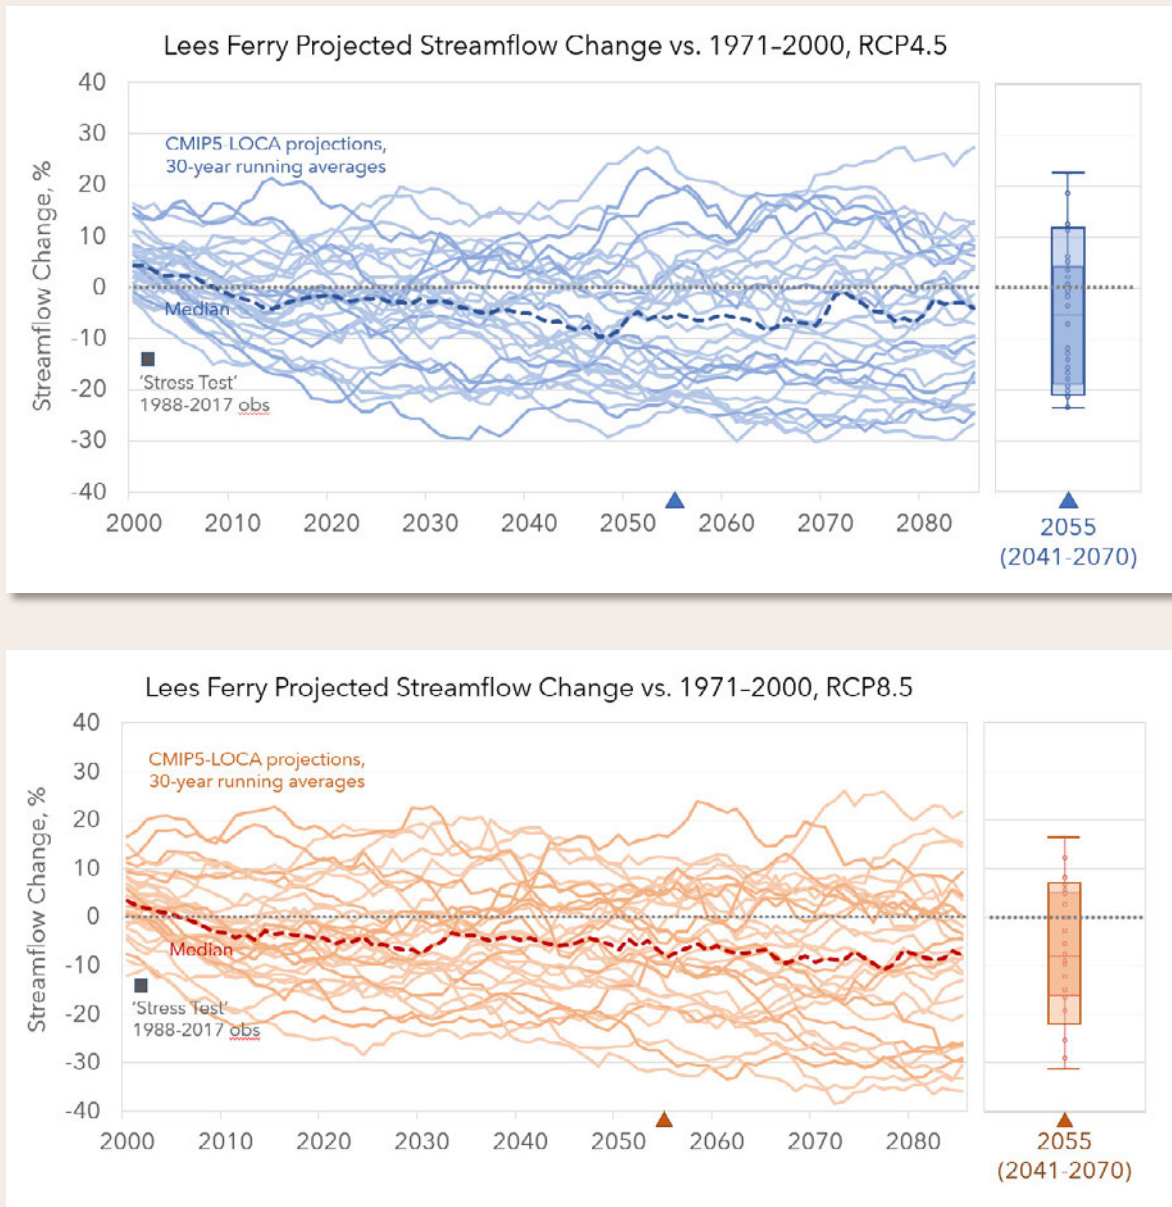 Lees Ferry Projected Streamflow Change vs. 1971–2000, RCP4.5
Streamflow Change, %
40
30
20
10
0
-10
-20
-30
-40
CMIP5-LOCA projections,
30-year running averages
Median
'Stress Test'
1988-2017 obs
2000 2010 2020 2030 2040 2050 2060 2070 2080
2055
(2041-2070)
Lees Ferry Projected Streamflow Change vs. 1971–2000, RCP8.5
Streamflow Change, %
40
30
20
10
0
-10
-20
-30
-40
CMIP5-LOCA projections,
30-year running averages
Median
'Stress Test'
1988-2017 obs
2000 2010 2020 2030 2040 2050 2060 2070 2080
2055
(2041-2070)